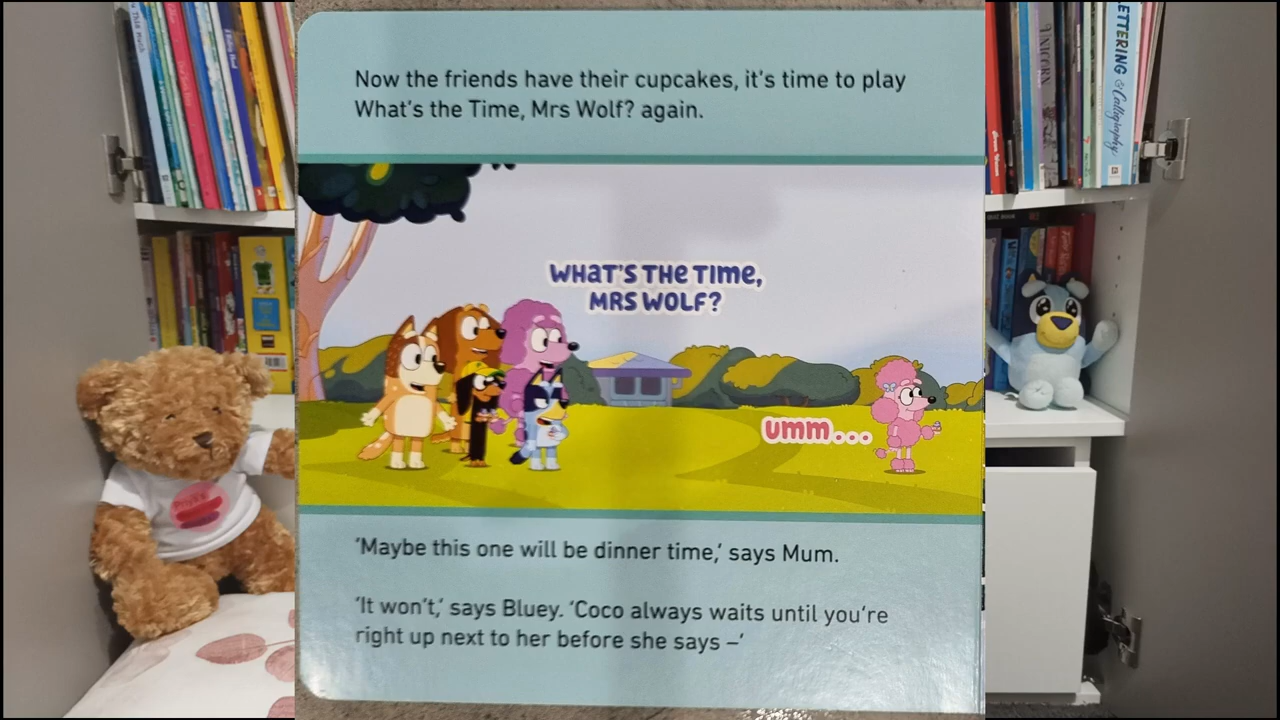 Now the friends have their cupcakes, it's time to play
What's the Time, Mrs Wolf? again.
WHAT'S THE TIME,
MRS WOLF?
UMM...
'Maybe this one will be dinner time,' says Mum.
'It won't,' says Bluey. 'Coco always waits until you're
right up next to her before she says –'
UNICORN
LETTERING & Calligraphy